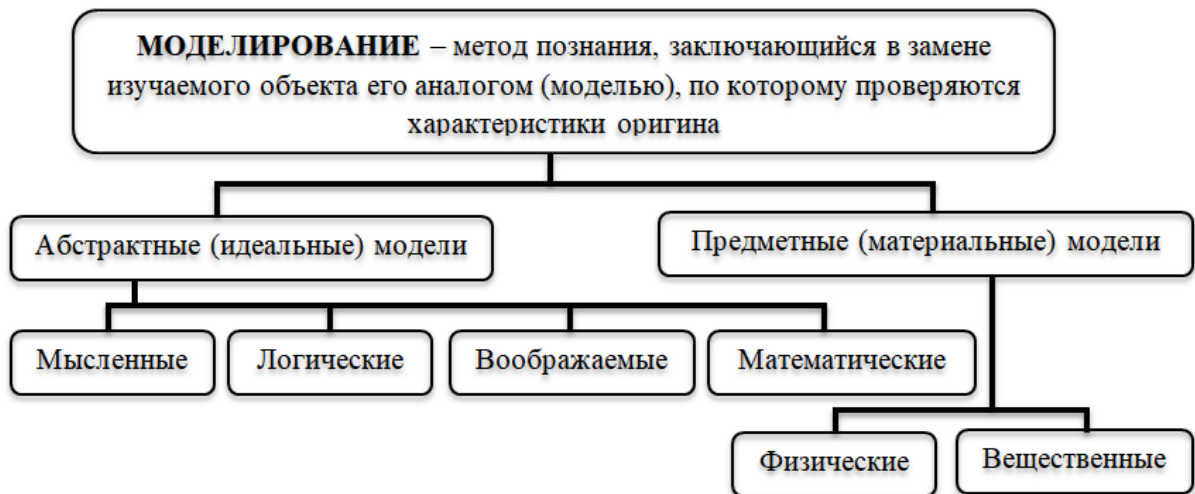 МОДЕЛИРОВАНИЕ – метод познания, заключающийся в замене
изучаемого объекта его аналогом (моделью), по которому проверяются
характеристики оригина
Абстрактные (идеальные) модели
Предметные (материальные) модели
Мысленные
Логические
Воображаемые
Математические
Физические
Вещественные